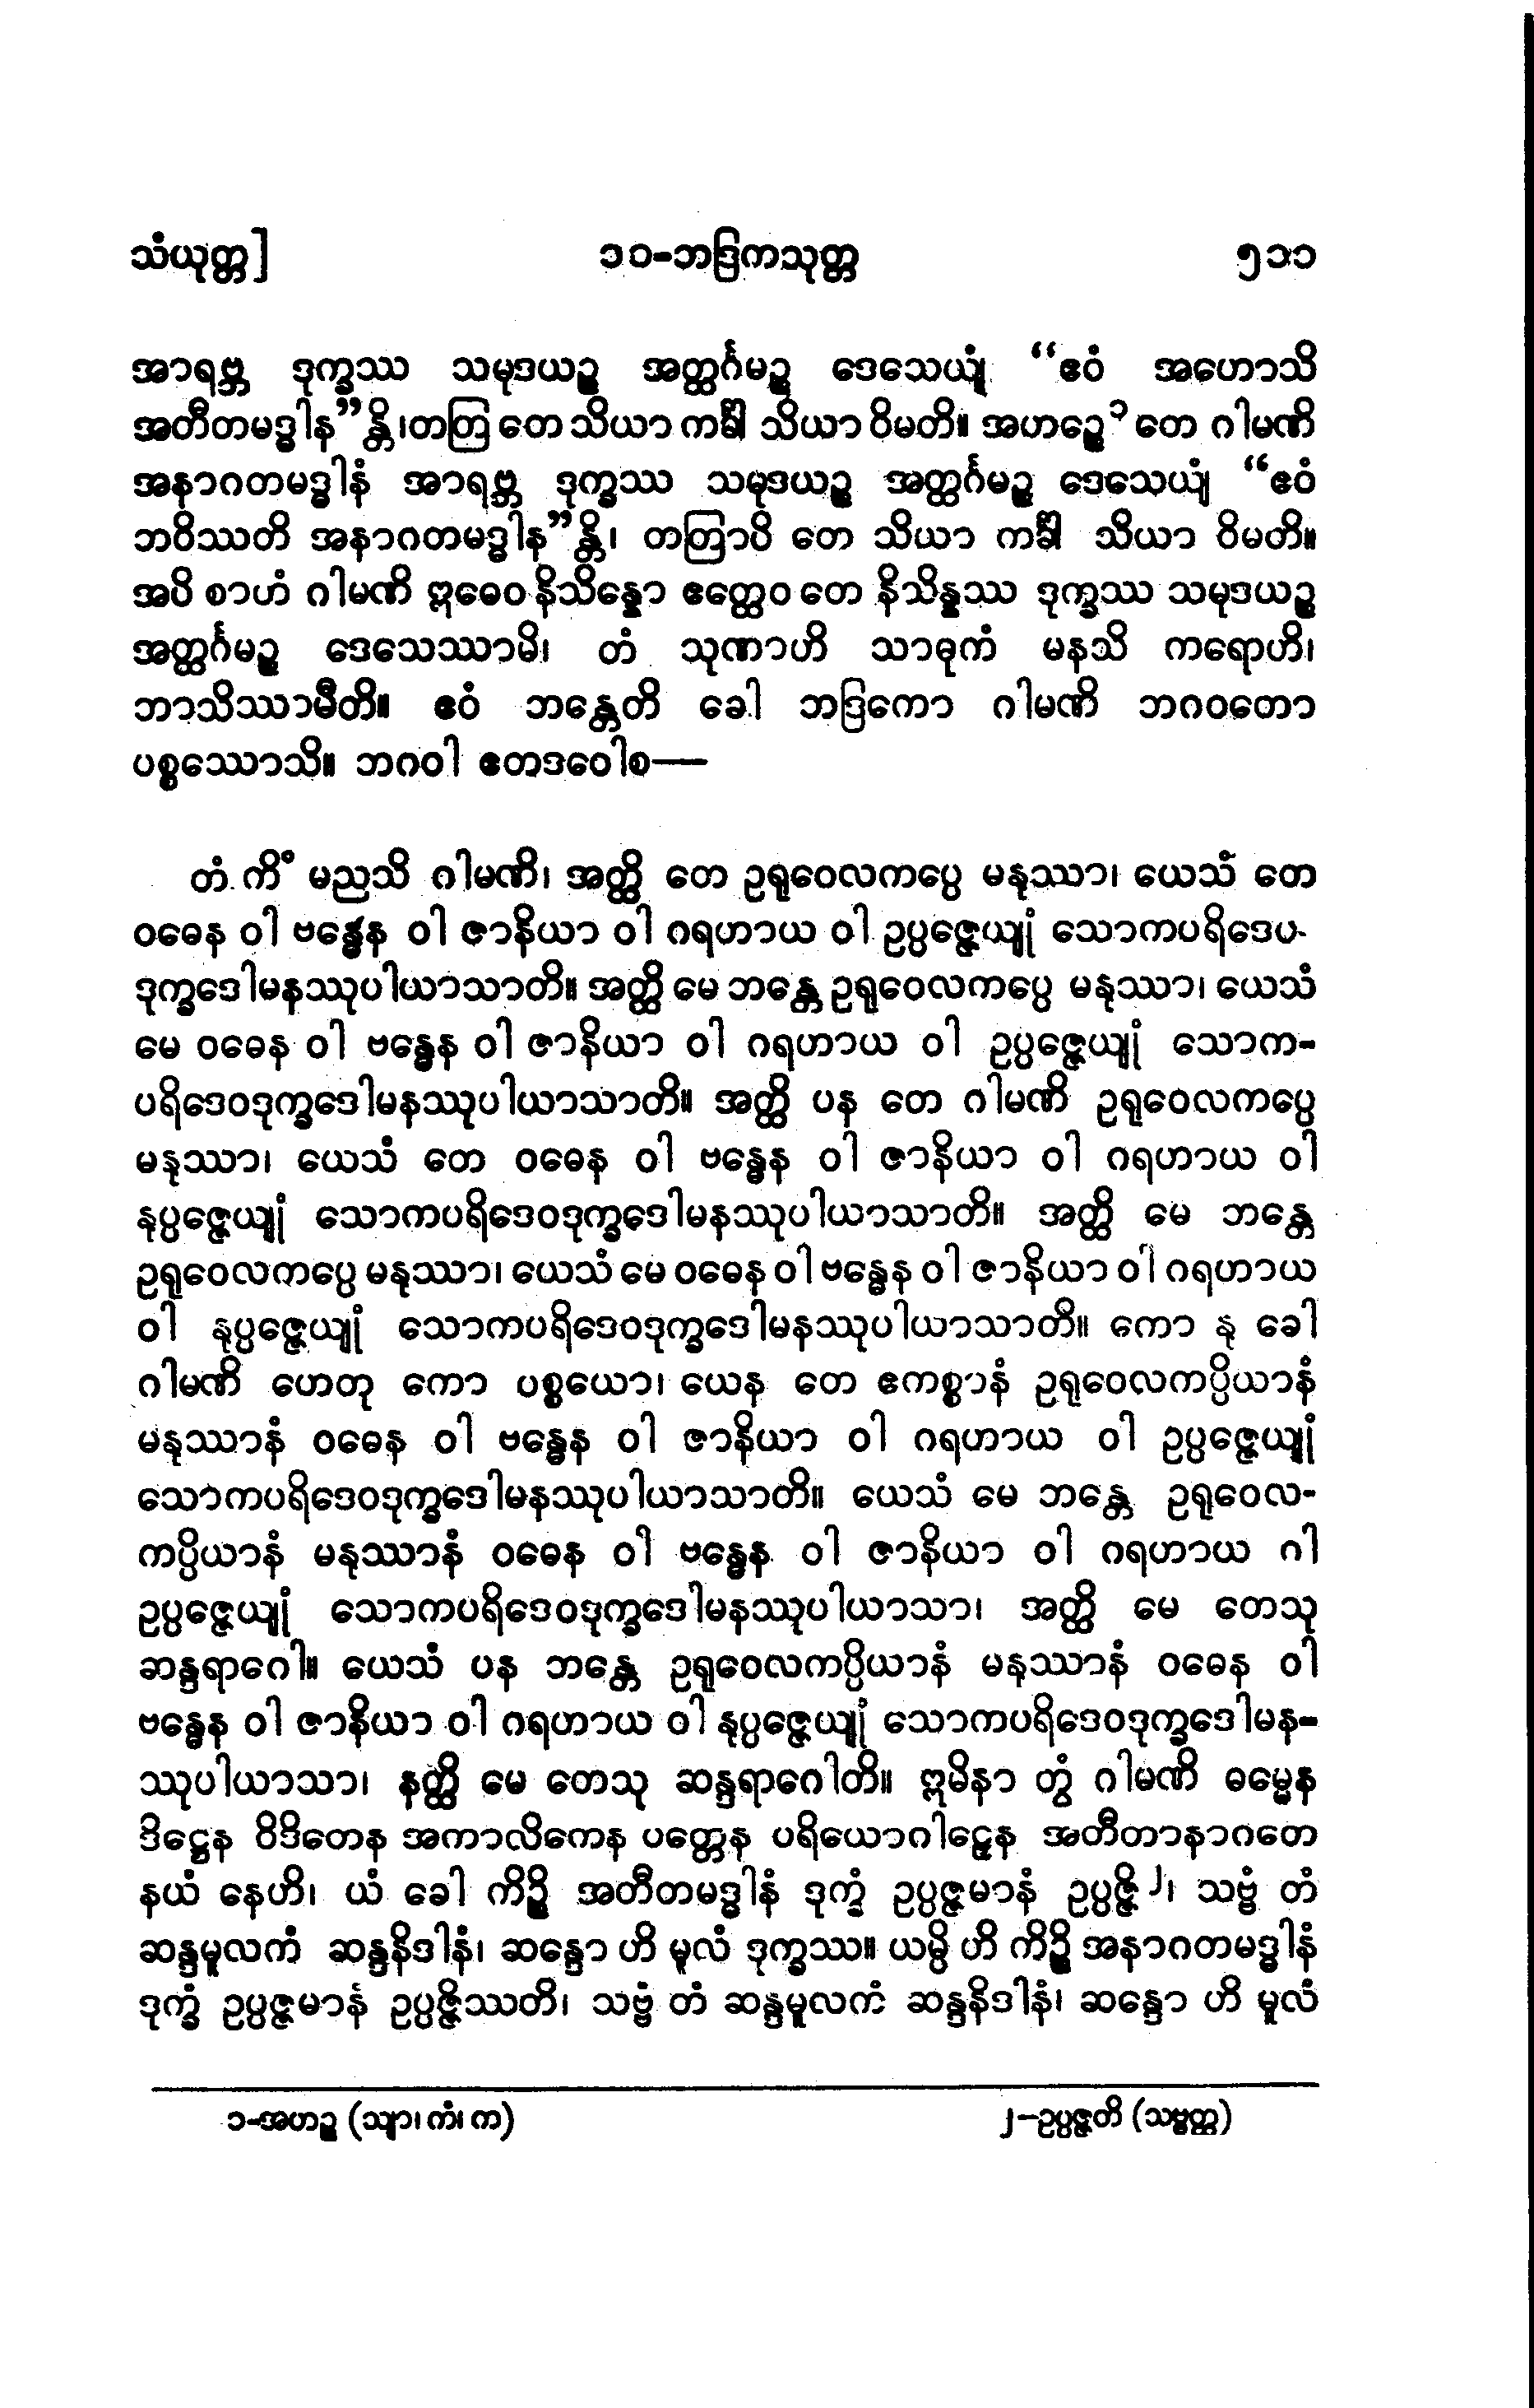 သံယုတ္တ]	၁၀-ဘဒြကသုတ္တ	၅၁၁
အာရဗ္ဘ ဒုက္ခဿ သမုဒယဉ္စ အတ္ထင်္ဂမဉ္စ ဒေသေယျံ “ဧဝံ အဟောသိ
အတီတမဒ္ဓါန”န္တိ၊ တတြ တေ သိယာ ကင်္ခါ သိယာ ဝိမတိ။ အဟဉ္စေ၁ တေ ဂါမဏိ
အနာဂတမဒ္ဓါနံ အာရဗ္ဘ ဒုက္ခဿ သမုဒယဉ္စ အတ္ထင်္ဂမဉ္စ ဒေသေယျံ “ဧဝံ
ဘဝိဿတိ အနာဂတမဒ္ဓါန”န္တိ၊ တတြာပိ တေ သိယာ ကင်္ခါ သိယာ ဝိမတိ။
အပိ စာဟံ ဂါမဏိ ဣဓေဝ နိသိန္နော ဧတ္ထေဝ တေ နိသိန္နဿ ဒုက္ခဿ သမုဒယဉ္စ
အတ္ထင်္ဂမဉ္စ ဒေသေဿာမိ၊ တံ သုဏာဟိ သာဓုကံ မနသိ ကရောဟိ၊
ဘာသိဿာမီတိ။ ဧဝံ ဘန္တေတိ ခေါ ဘဒြကော ဂါမဏိ ဘဂဝတော
ပစ္စဿောသိ။ ဘဂဝါ ဧတဒဝေါစ—
တံ ကိံ မညသိ ဂါမဏိ၊ အတ္ထိ တေ ဥရုဝေလကပ္ပေ မနုဿာ၊ ယေသံ တေ
ဝဓေန ဝါ ဗန္ဓေန ဝါ ဇာနိယာ ဝါ ဂရဟာယ ဝါ ဥပ္ပဇ္ဇေယျုံ သောကပရိဒေပ-
ဒုက္ခဒေါမနဿုပါယာသာတိ။ အတ္ထိ မေ ဘန္တေ ဥရုဝေလကပ္ပေ မနုဿာ၊ ယေသံ
မေ ဝဓေန ဝါ ဗန္ဓေန ဝါ ဇာနိယာ ဝါ ဂရဟာယ ဝါ ဥပ္ပဇ္ဇေယျုံ သောက-
ပရိဒေဝဒုက္ခဒေါမနဿုပါယာသာတိ။ အတ္ထိ ပန တေ ဂါမဏိ ဥရုဝေလကပ္ပေ
မနုဿာ၊ ယေသံ တေ ဝဓေန ဝါ ဗန္ဓေန ဝါ ဇာနိယာ ဝါ ဂရဟာယ ဝါ
နုပ္ပဇ္ဇေယျုံ သောကပရိဒေဝဒုက္ခဒေါမနဿုပါယာသာတိ။ အတ္ထိ မေ ဘန္တေ
ဥရုဝေလကပ္ပေ မနုဿာ၊ ယေသံ မေ ဝဓေန ဝါ ဗန္ဓေန ဝါ ဇာနိယာ ဝါ ဂရဟာယ
ဝါ နုပ္ပဇ္ဇေယျုံ သောကပရိဒေဝဒုက္ခဒေါမနဿုပါယာသာတိ။ ကော နု ခေါ
ဂါမဏိ ဟေတု ကော ပစ္စယော၊ ယေန တေ ဧကစ္စာနံ ဥရုဝေလကပ္ပိယာနံ
မနုဿာနံ ဝဓေန ဝါ ဗန္ဓေန ဝါ ဇာနိယာ ဝါ ဂရဟာယ ဝါ ဥပ္ပဇ္ဇေယျုံ
သောကပရိဒေဝဒုက္ခဒေါမနဿုပါယာသာတိ။ ယေသံ မေ ဘန္တေ ဥရုဝေလ-
ကပ္ပိယာနံ မနုဿာနံ ဝဓေန ဝါ ဗန္ဓေန ဝါ ဇာနိယာ ဝါ ဂရဟာယ ဂါ
ဥပ္ပဇ္ဇေယျုံ သောကပရိဒေဝဒုက္ခဒေါမနဿုပါယာသာ၊ အတ္ထိ မေ တေသု
ဆန္ဒရာဂေါ။ ယေသံ ပန ဘန္တေ ဥရုဝေလကပ္ပိယာနံ မနုဿာနံ ဝဓေန ဝါ
ဗန္ဓေန ဝါ ဇာနိယာ ဝါ ဂရဟာယ ဝါ နုပ္ပဇ္ဇေယျုံ သောကပရိဒေဝဒုက္ခဒေါမန-
ဿုပါယာသာ၊ နတ္ထိ မေ တေသု ဆန္ဒရာဂေါတိ။ ဣမိနာ တွံ ဂါမဏိ ဓမ္မေန
ဒိဋ္ဌေန ဝိဒိတေန အကာလိကေန ပတ္တေန ပရိယောဂါဠှေန အတီတာနာဂတေ
နယံ နေဟိ၊ ယံ ခေါ ကိဉ္စိ အတီတမဒ္ဓါနံ ဒုက္ခံ ဥပ္ပဇ္ဇမာနံ ဥပ္ပဇ္ဇိ၂၊ သဗ္ဗံ တံ
ဆန္ဒမူလကံ ဆန္ဒနိဒါနံ၊ ဆန္ဒော ဟိ မူလံ ဒုက္ခဿ။ ယမ္ပိ ဟိ ကိဉ္စိ အနာဂတမဒ္ဓါနံ
ဒုက္ခံ ဥပ္ပဇ္ဇမာနံ ဥပ္ပဇ္ဇိဿတိ၊ သဗ္ဗံ တံ ဆန္ဒမူလကံ ဆန္ဒနိဒါနံ၊ ဆန္ဒော ဟိ မူလံ
၁-အဟဉ္စ (သျာ၊ ကံ၊ က)	၂-ဥပ္ပဇ္ဇတိ (သဗ္ဗတ္ထ)